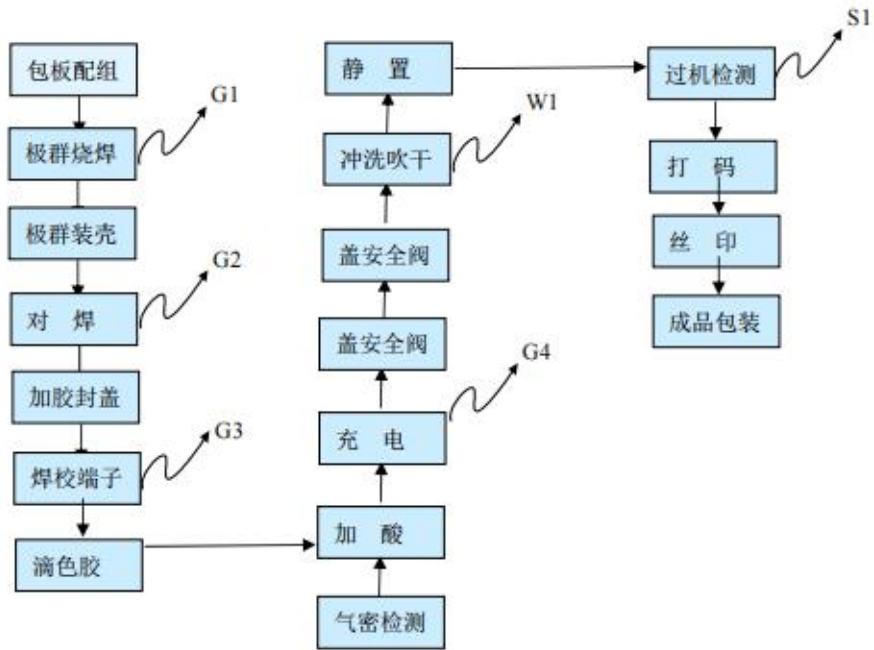 包板配组
G1
极群烧焊
极群装壳
G2
对 焊
加胶封盖
G3
焊校端子
滴色胶
静 置
W1
冲洗吹干
盖安全阀
盖安全阀
G4
充 电
加 酸
气密检测
S1
过机检测
打 码
丝 印
成品包装